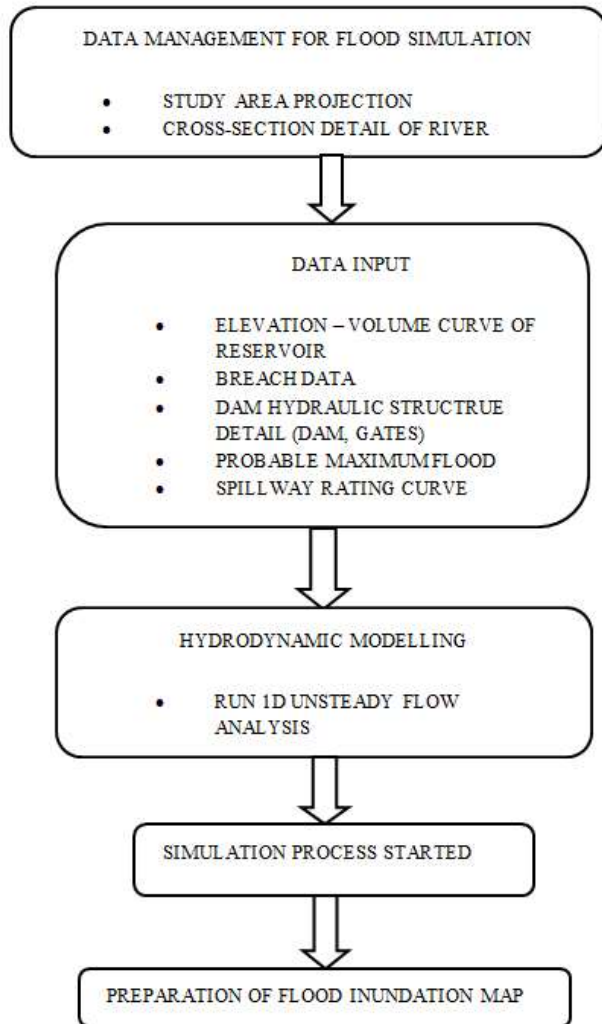 DATA MANAGEMENT FOR FLOOD SIMULATION
• STUDY AREA PROJECTION
• CROSS-SECTION DETAIL OF RIVER
DATA INPUT
• ELEVATION – VOLUME CURVE OF
RESERVOIR
• BREACH DATA
• DAM HYDRAULIC STRUCTRUE
DETAIL (DAM, GATES)
• PROBABLE MAXIMUM FLOOD
• SPILLWAY RATING CURVE
HYDRODYNAMIC MODELLING
• RUN 1D UNSTEADY FLOW
ANALYSIS
SIMULATION PROCESS STARTED
PREPARATION OF FLOOD INUNDATION MAP